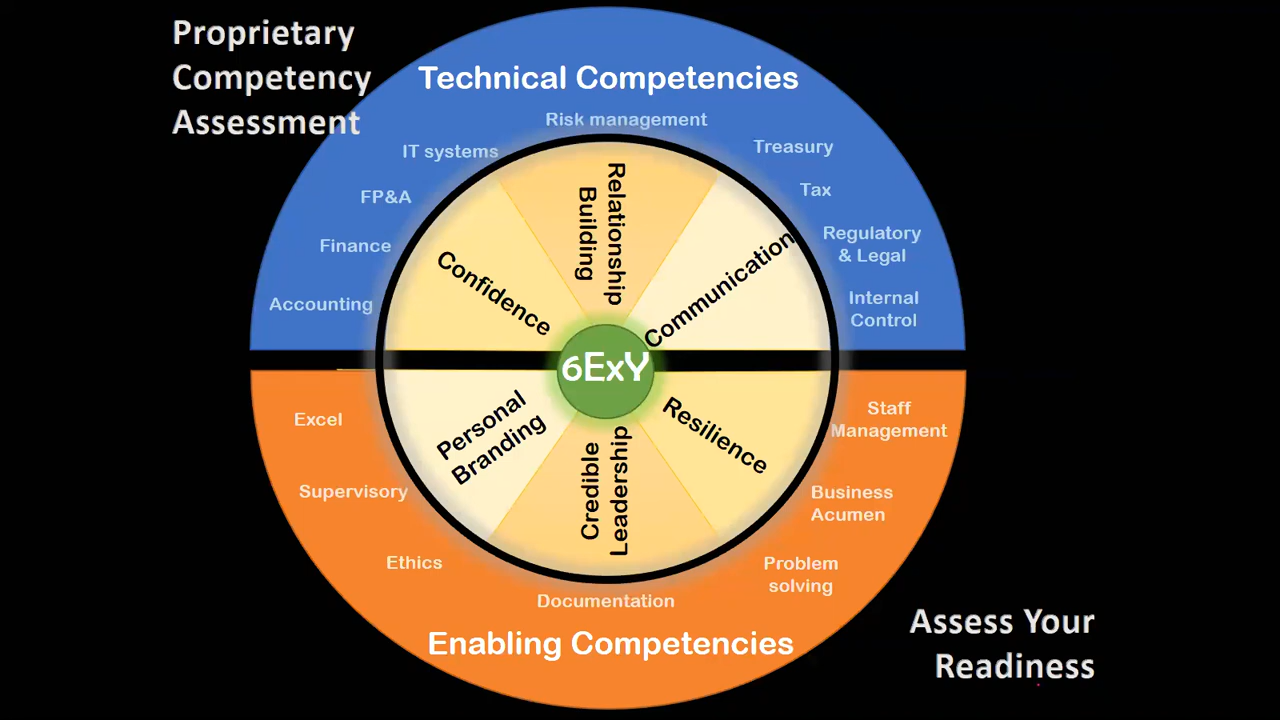 Proprietary
Competency
Assessment
Technical Competencies
Risk management
IT systems
Treasury
FP&A
Tax
Finance
Regulatory
& Legal
Accounting
Internal
Control
Relationship
Building
Confidence
Communication
6ExY
Personal
Branding
Credible
Leadership
Resilience
Excel
Staff
Management
Supervisory
Business
Acumen
Ethics
Problem
solving
Documentation
Enabling Competencies
Assess Your
Readiness